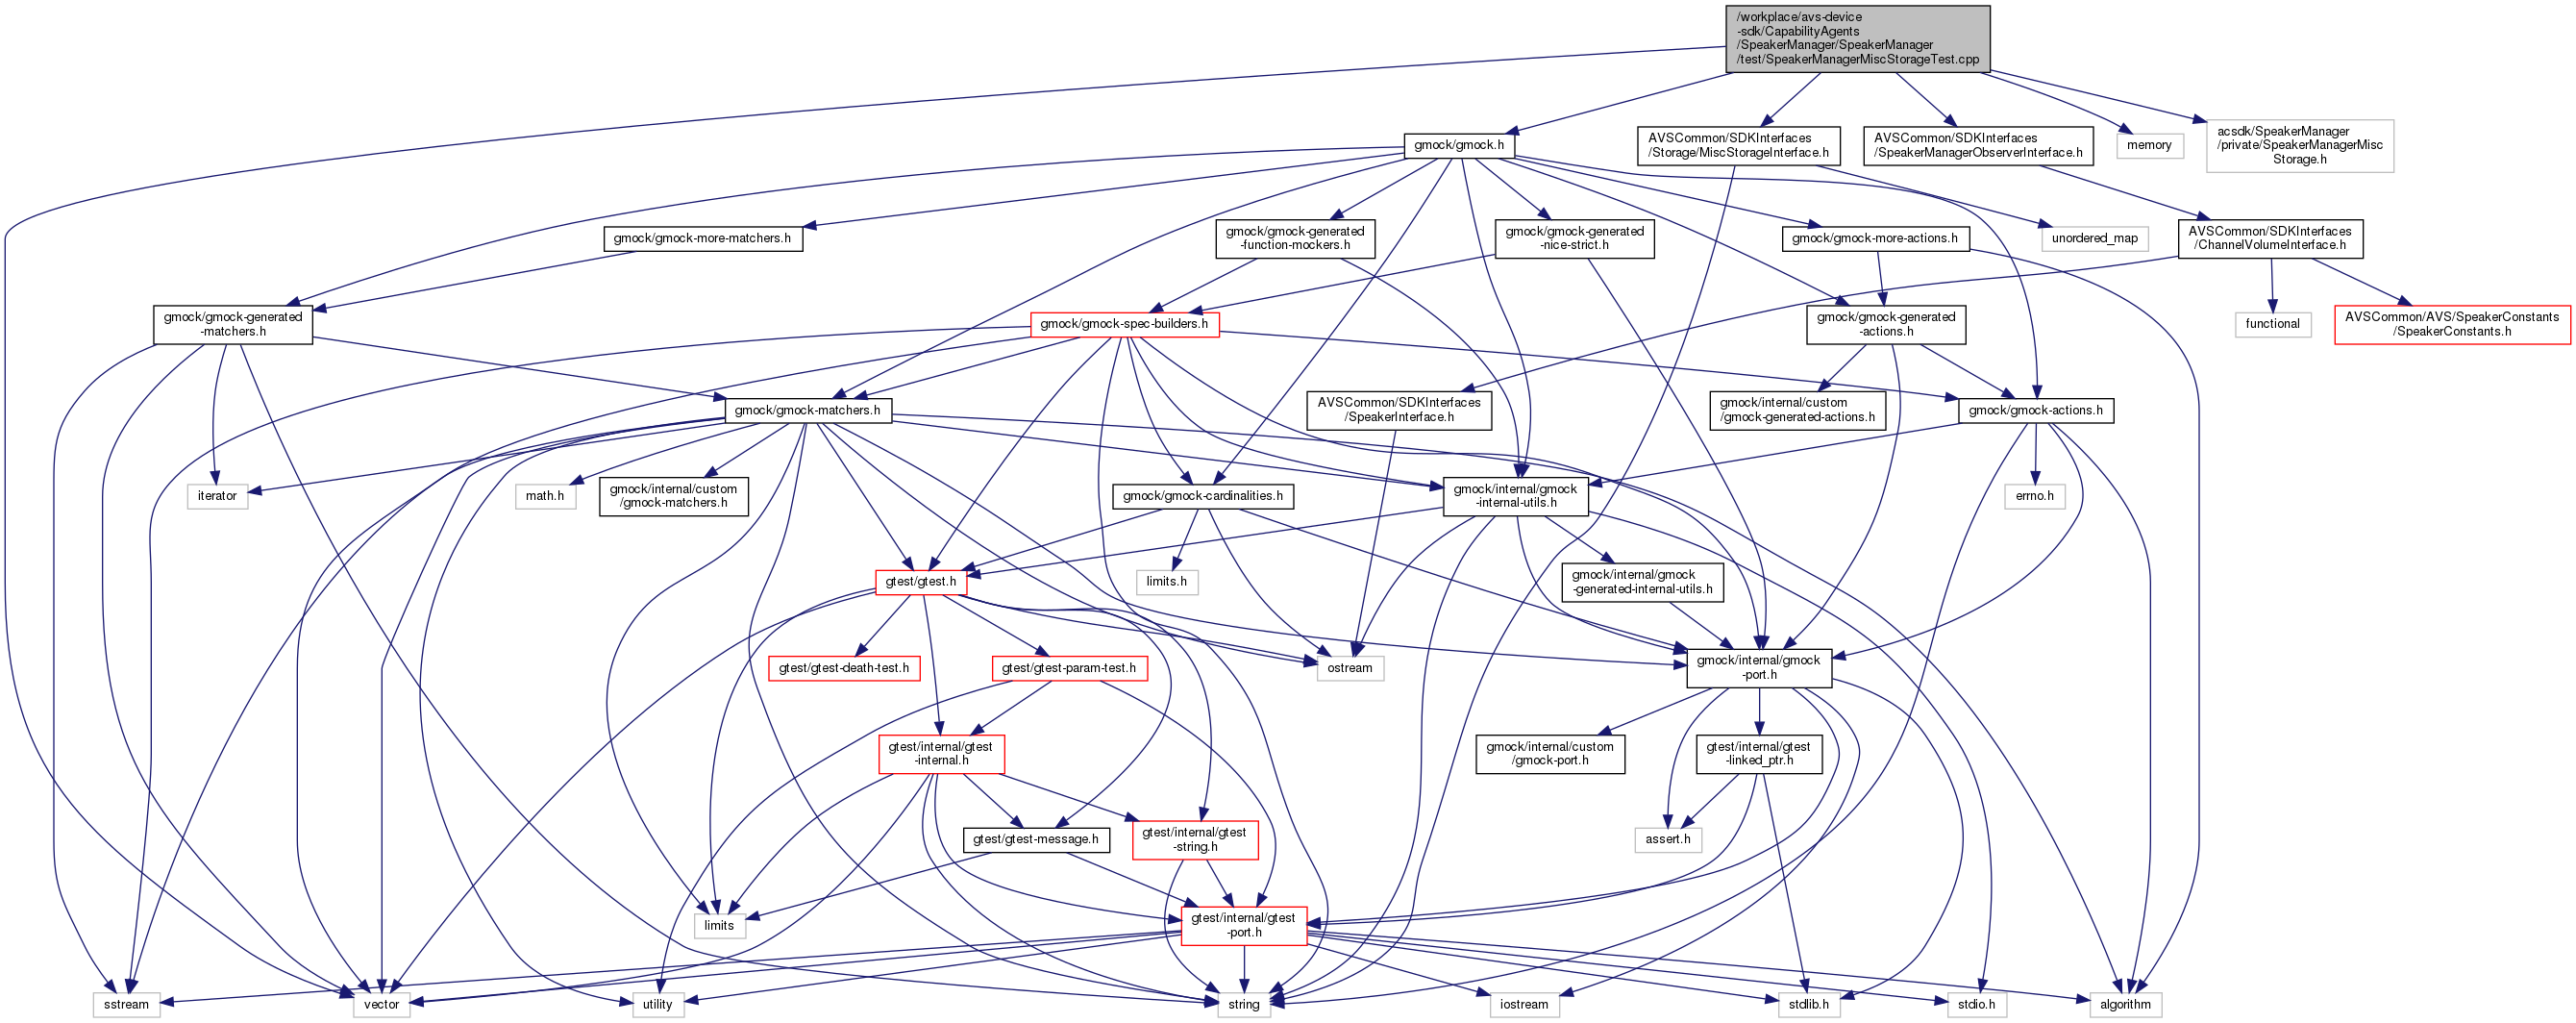 /workplace/avs-device
-sdk/CapabilityAgents
/SpeakerManager/SpeakerManager
/test/SpeakerManagerMiscStorageTest.cpp
gmock/gmock.h
AVSCommon/SDKInterfaces
/Storage/MiscStorageInterface.h
AVSCommon/SDKInterfaces
/SpeakerManagerObserverInterface.h
memory
acsdk/SpeakerManager
/private/SpeakerManagerMisc
Storage.h
gmock/gmock-more-matchers.h
gmock/gmock-generated
-function-mockers.h
gmock/gmock-generated
-nice-strict.h
gmock/gmock-more-actions.h
unordered_map
AVSCommon/SDKInterfaces
/ChannelVolumeInterface.h
gmock/gmock-generated
-matchers.h
gmock/gmock-spec-builders.h
gmock/gmock-generated
-actions.h
functional
AVSCommon/AVS/SpeakerConstants
/SpeakerConstants.h
gmock/gmock-matchers.h
AVSCommon/SDKInterfaces
/SpeakerInterface.h
gmock/internal/custom
/gmock-generated-actions.h
gmock/gmock-actions.h
iterator
math.h
gmock/internal/custom
/gmock-matchers.h
gmock/gmock-cardinalities.h
gmock/internal/gmock
-internal-utils.h
errno.h
gtest/gtest.h
limits.h
gmock/internal/gmock
-generated-internal-utils.h
gtest/gtest-death-test.h
gtest/gtest-param-test.h
ostream
gmock/internal/gmock
-port.h
gtest/internal/gtest
-internal.h
gmock/internal/custom
/gmock-port.h
gtest/internal/gtest
-linked_ptr.h
gtest/gtest-message.h
gtest/internal/gtest
-string.h
assert.h
limits
gtest/internal/gtest
-port.h
sstream
vector
utility
string
iostream
stdlib.h
stdio.h
algorithm